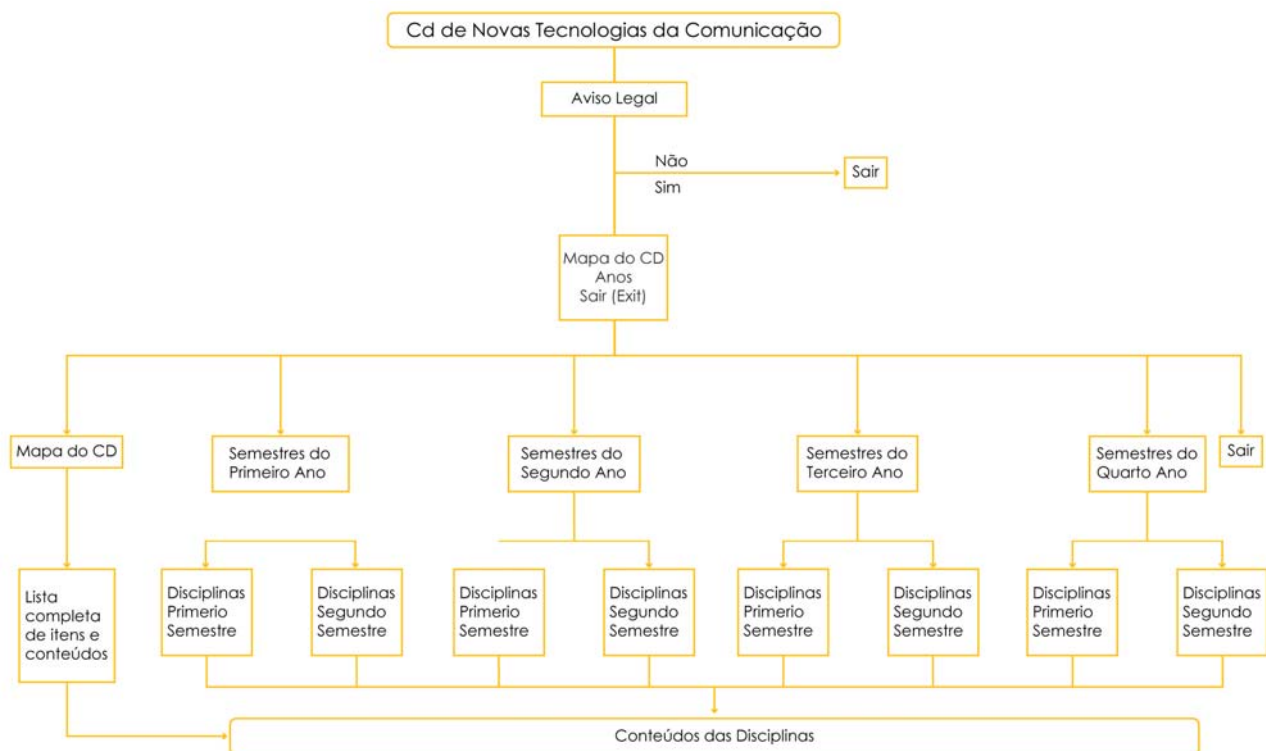 Cd de Novas Tecnologias da Comunicação
Aviso Legal
Não
Sair
Sim
Mapa do CD
Anos
Sair (Exit)
Mapa do CD
Semestres do
Primeiro Ano
Semestres do
Segundo Ano
Semestres do
Terceiro Ano
Semestres do
Quarto Ano
Sair
Lista
completa
de itens e
conteúdos
Disciplinas
Primerio
Semestre
Disciplinas
Segundo
Semestre
Disciplinas
Primerio
Semestre
Disciplinas
Segundo
Semestre
Disciplinas
Primerio
Semestre
Disciplinas
Segundo
Semestre
Disciplinas
Primerio
Semestre
Disciplinas
Segundo
Semestre
Conteúdos das Disciplinas